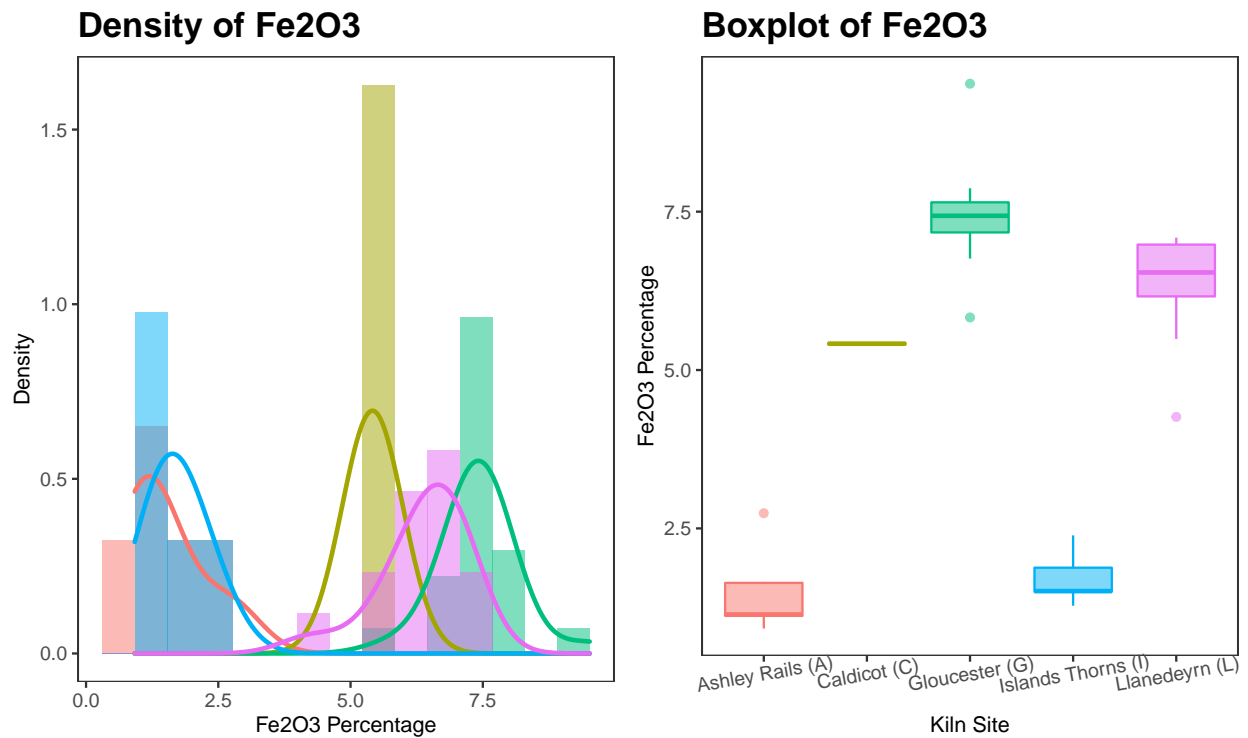 Density of Fe2O3
1.5
1.0
0.5
0.0
Density
0.0 2.5 5.0 7.5
Fe2O3 Percentage
Boxplot of Fe2O3
7.5
5.0
2.5
Fe2O3 Percentage
Ashley Rails (A) Caldicot (C) Gloucester (G) Islands Thorns (I) Llanedeyrn (L)
Kiln Site